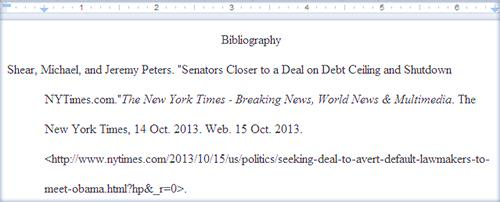 1 2 3 4 5 6
Bibliography
Shear, Michael, and Jeremy Peters. "Senators Closer to a Deal on Debt Ceiling and Shutdown
NYTimes.com."The New York Times - Breaking News, World News & Multimedia. The
New York Times, 14 Oct. 2013. Web. 15 Oct. 2013.
<http://www.nytimes.com/2013/10/15/us/politics/seeking-deal-to-avert-default-lawmakers-to-
meet-obama.html?hp&_r=0>.